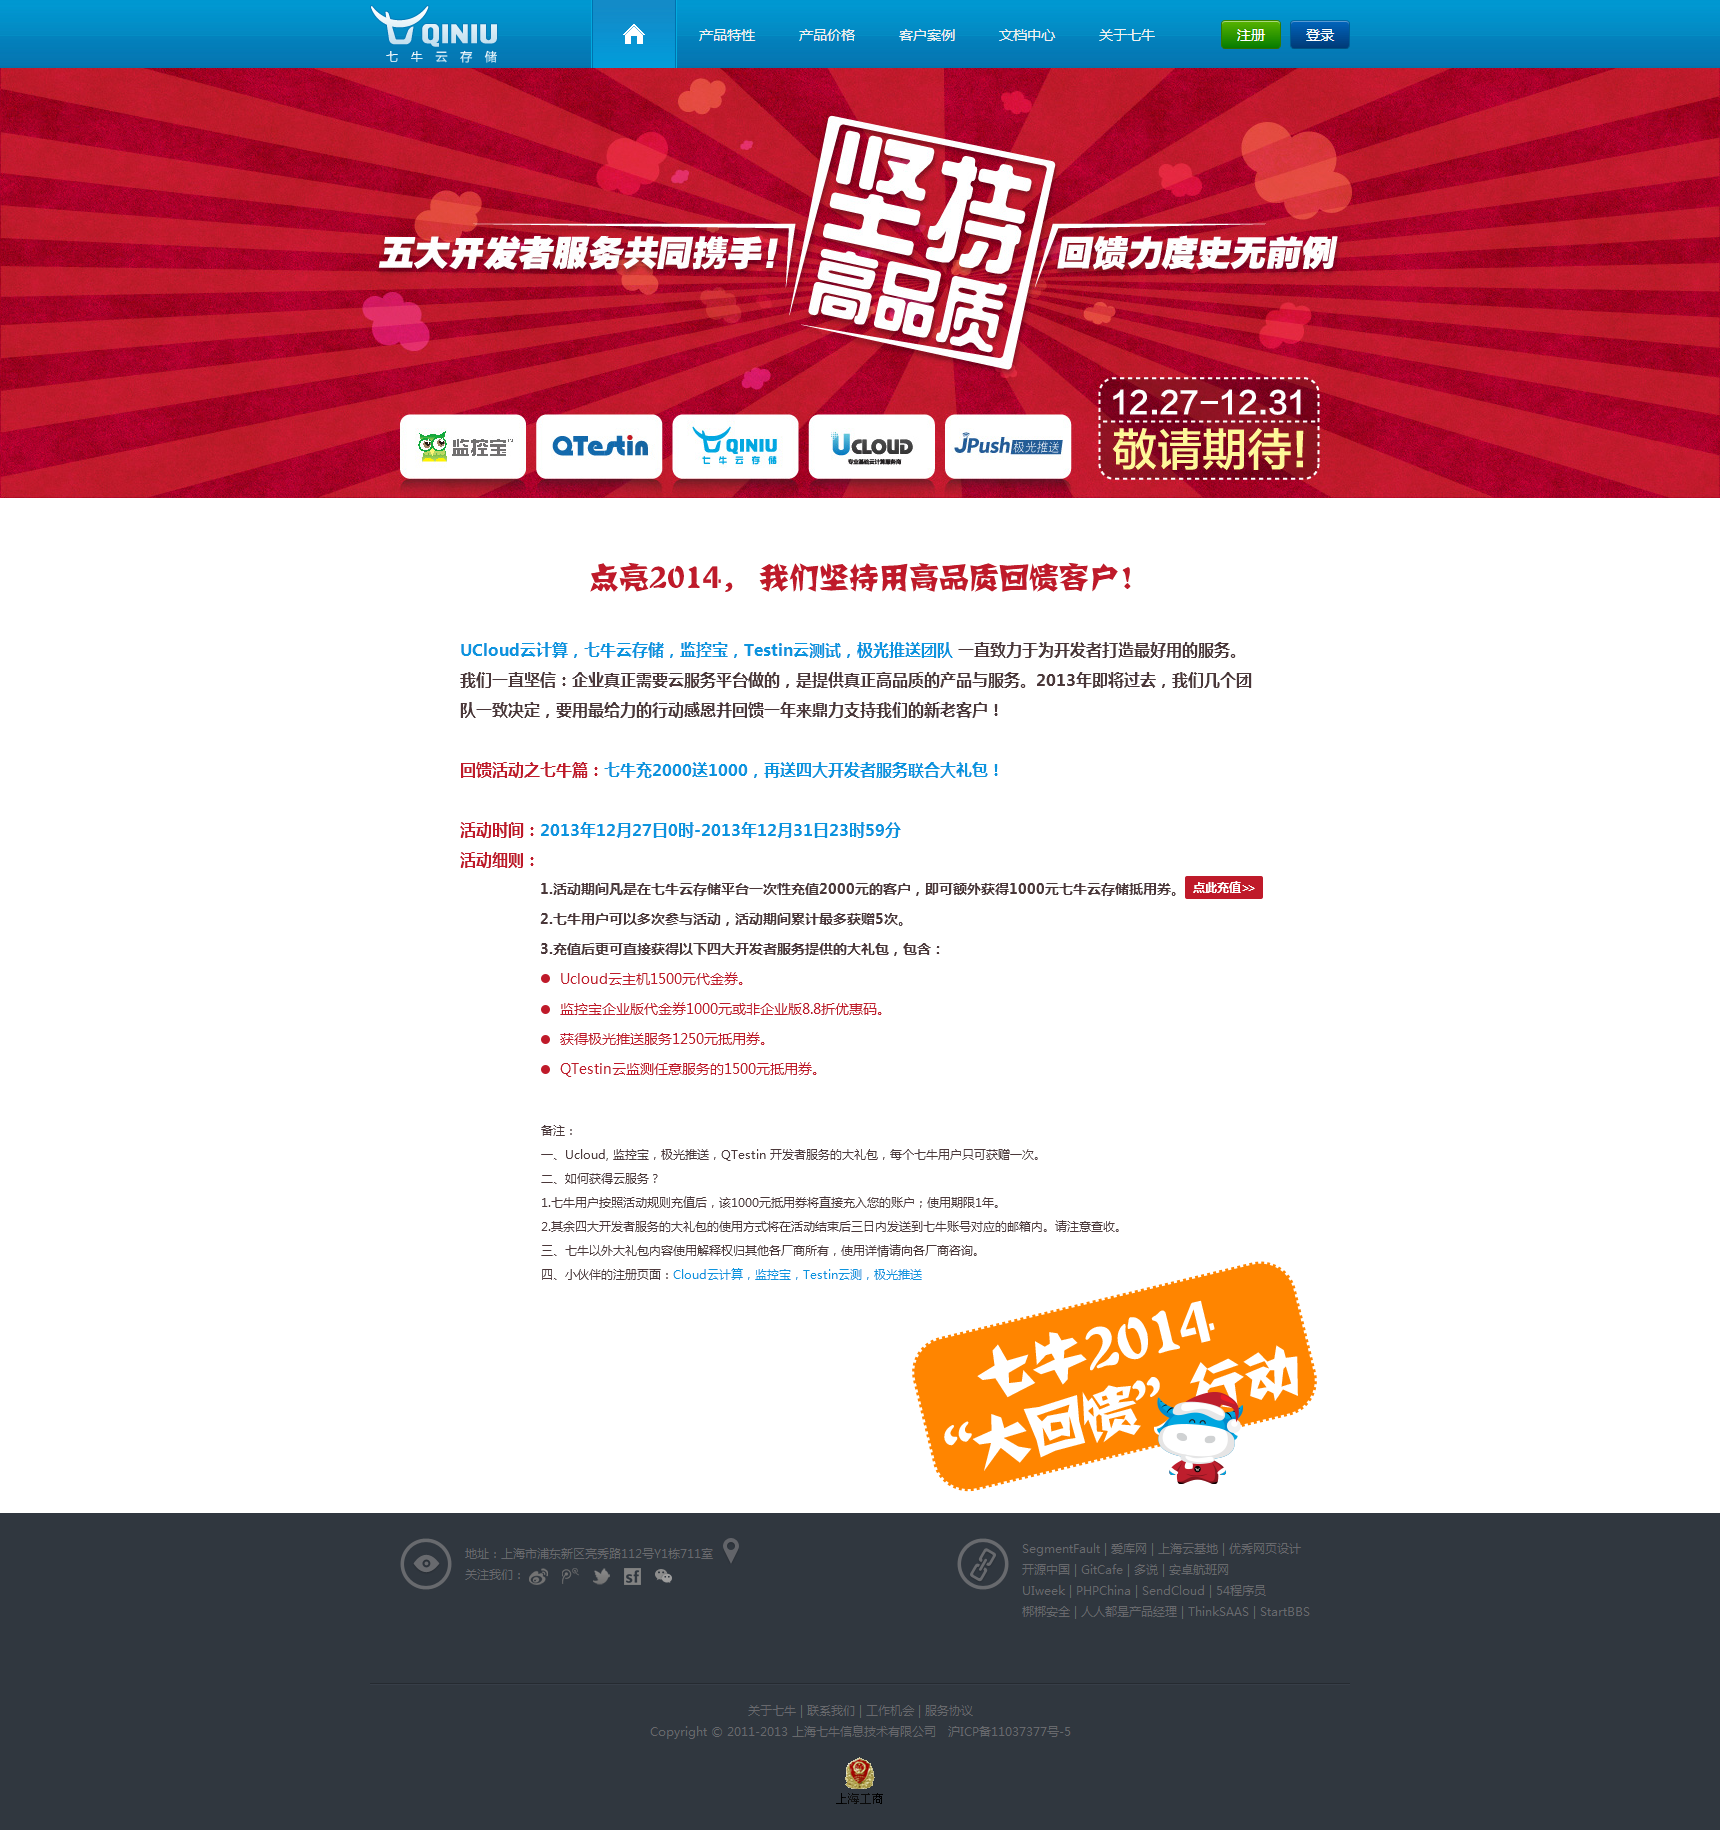 QINIU
七牛云存储
产品特性 产品价格 客户案例 文档中心 关于七牛 注册 登录
坚持
高品质
五大开发者服务共同携手!
回馈力度史无前例
12.27-12.31
敬请期待!
监控宝
QTestin
QINIU
七牛云存储
UCLOUD
专业基础云计算服务商
JPush极光推送
点亮2014， 我们坚持用高品质回馈客户!
UCloud云计算，七牛云存储，监控宝，Testin云测试，极光推送团队 一直致力于为开发者打造最好用的服务。
我们一直坚信：企业真正需要云服务平台做的，是提供真正高品质的产品与服务。2013年即将过去，我们几个团
队一致决定，要用最给力的行动感恩并回馈一年来鼎力支持我们的新老客户！
回馈活动之七牛篇：七牛充2000送1000，再送四大开发者服务联合大礼包！
活动时间：2013年12月27日0时-2013年12月31日23时59分
活动细则：
1.活动期间凡是在七牛云存储平台一次性充值2000元的客户，即可额外获得1000元七牛云存储抵用券。 点此充值>>
2.七牛用户可以多次参与活动，活动期间累计最多获赠5次。
3.充值后更可直接获得以下四大开发者服务提供的大礼包，包含：
● Ucloud云主机1500元代金券。
● 监控宝企业版代金券1000元或非企业版8.8折优惠码。
● 获得极光推送服务1250元抵用券。
● QTestin云监测任意服务的1500元抵用券。
备注：
一、Ucloud, 监控宝，极光推送，QTestin 开发者服务的大礼包，每个七牛用户只可获赠一次。
二、如何获得云服务？
1.七牛用户按照活动规则充值后，该1000元抵用券将直接充入您的账户；使用期限1年。
2.其余四大开发者服务的大礼包的使用方式将在活动结束后三日内发送到七牛账号对应的邮箱内。请注意查收。
三、七牛以外大礼包内容使用解释权归其他各厂商所有，使用详情请向各厂商咨询。
四、小伙伴的注册页面：Cloud云计算，监控宝，Testin云测，极光推送
七牛2014
“大回馈”行动
地址：上海市浦东新区亮秀路112号Y1栋711室
关注我们：
SegmentFault | 爱库网 | 上海云基地 | 优秀网页设计
开源中国 | GitCafe | 多说 | 安卓航班网
UIweek | PHPChina | SendCloud | 54程序员
梆梆安全 | 人人都是产品经理 | ThinkSAAS | StartBBS
关于七牛 | 联系我们 | 工作机会 | 服务协议
Copyright © 2011-2013 上海七牛信息技术有限公司 沪ICP备11037377号-5
上海工商